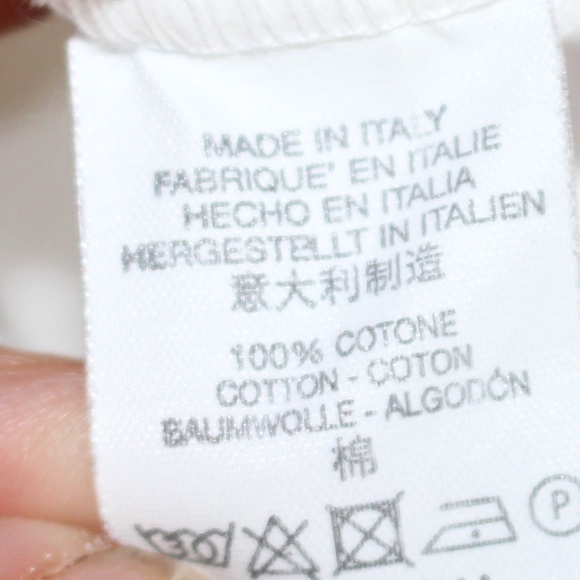 MADE IN ITALY
FABRIQUE' EN ITALIE
HECHO EN ITALIA
HERGESTELLT IN ITALIEN
意大利制造
100% COTONE
COTTON - COTON
BAUMWOLLE - ALGODÓN
棉
P